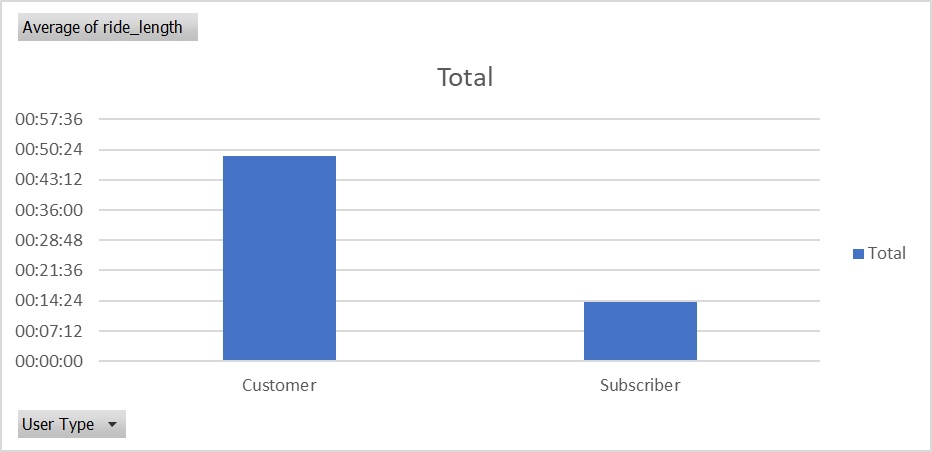 Average of ride_length
Total
00:57:36
00:50:24
00:43:12
00:36:00
00:28:48
00:21:36
00:14:24
00:07:12
00:00:00
Customer
Subscriber
Total
User Type